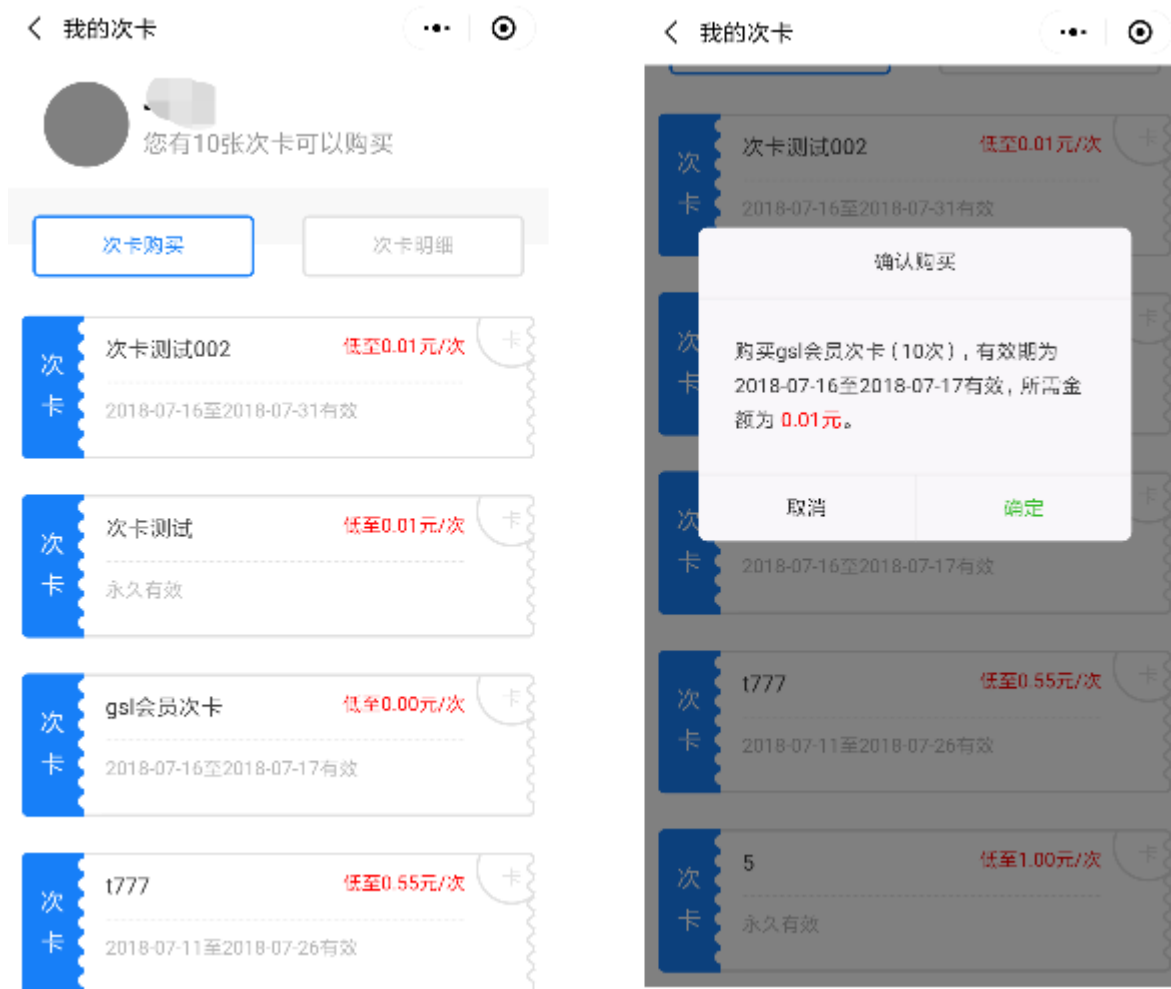 我的次卡
您有10张次卡可以购买
次卡购买
次卡明细
次
卡
次卡测试002
低至0.01元/次
卡
2018-07-16至2018-07-31有效
次
卡
次卡测试
低至0.01元/次
卡
永久有效
次
卡
gsl会员次卡
低至0.00元/次
卡
2018-07-16至2018-07-17有效
次
卡
t777
低至0.55元/次
卡
2018-07-11至2018-07-26有效
我的次卡
次
卡
次卡测试002
低至0.01元/次
卡
2018-07-16至2018-07-31有效
确认购买
购买gsl会员次卡（10次），有效期为
2018-07-16至2018-07-17有效，所需金
额为 0.01元。
取消
确定
次
卡
卡
次
卡
卡
2018-07-16至2018-07-17有效
次
卡
t777
低至0.55元/次
卡
2018-07-11至2018-07-26有效
次
卡
5
低至1.00元/次
卡
永久有效